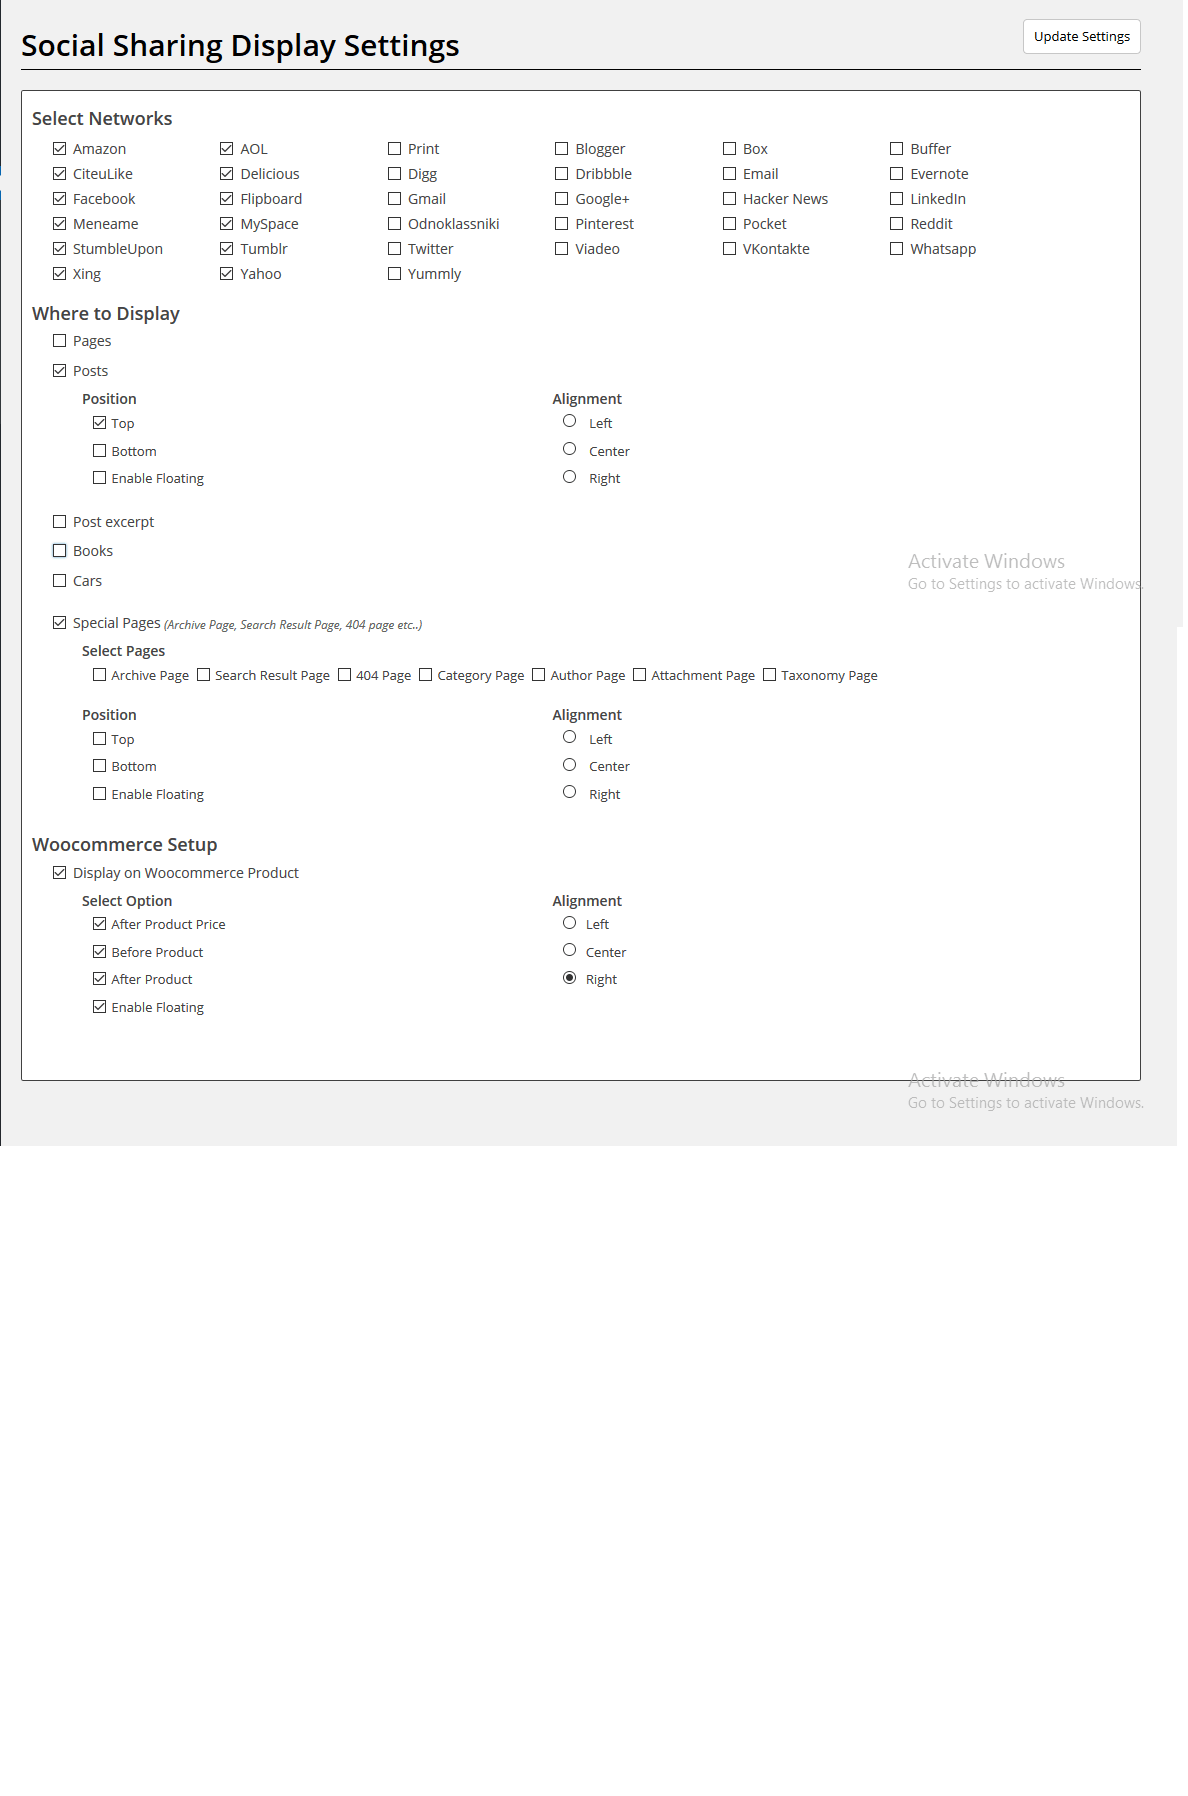 Social Sharing Display Settings
Update Settings
Select Networks
Amazon AOL Print Blogger Box Buffer
CiteuLike Delicious Digg Dribbble Email Evernote
Facebook Flipboard Gmail Google+ Hacker News LinkedIn
Meneame MySpace Odnoklassniki Pinterest Pocket Reddit
StumbleUpon Tumblr Twitter Viadeo VKontakte Whatsapp
Xing Yahoo Yummly
Where to Display
Pages
Posts
Position Alignment
Top Left
Bottom Center
Enable Floating Right
Post excerpt
Books
Activate Windows
Cars
Go to Settings to activate Windows.
Special Pages (Archive Page, Search Result Page, 404 page etc..)
Select Pages
Archive Page Search Result Page 404 Page Category Page Author Page Attachment Page Taxonomy Page
Position Alignment
Top Left
Bottom Center
Enable Floating Right
Woocommerce Setup
Display on Woocommerce Product
Select Option Alignment
After Product Price Left
Before Product Center
After Product Right
Enable Floating
Activate Windows
Go to Settings to activate Windows.